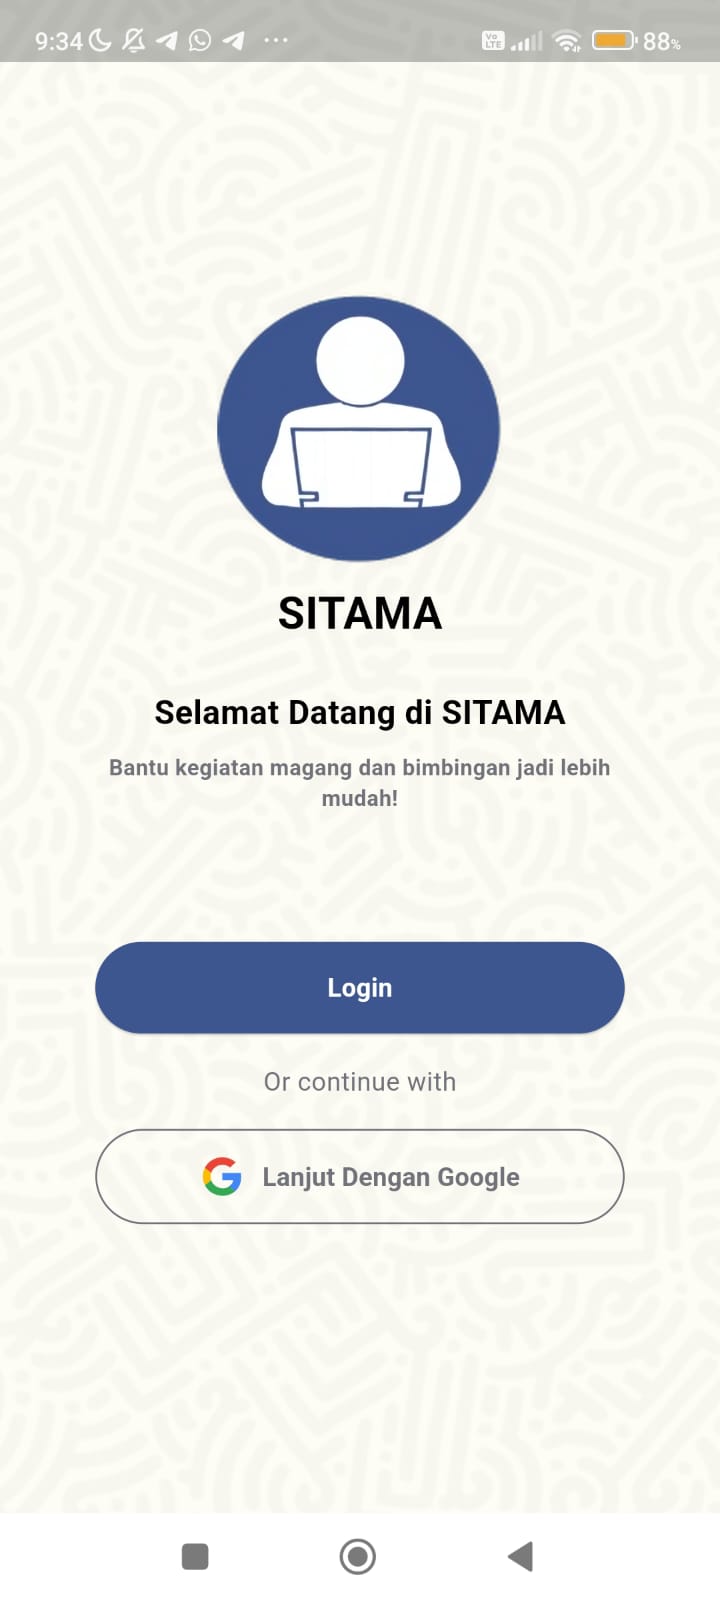 9:34
Vo LTE
88%
SITAMA
Selamat Datang di SITAMA
Bantu kegiatan magang dan bimbingan jadi lebih
mudah!
Login
Or continue with
Lanjut Dengan Google